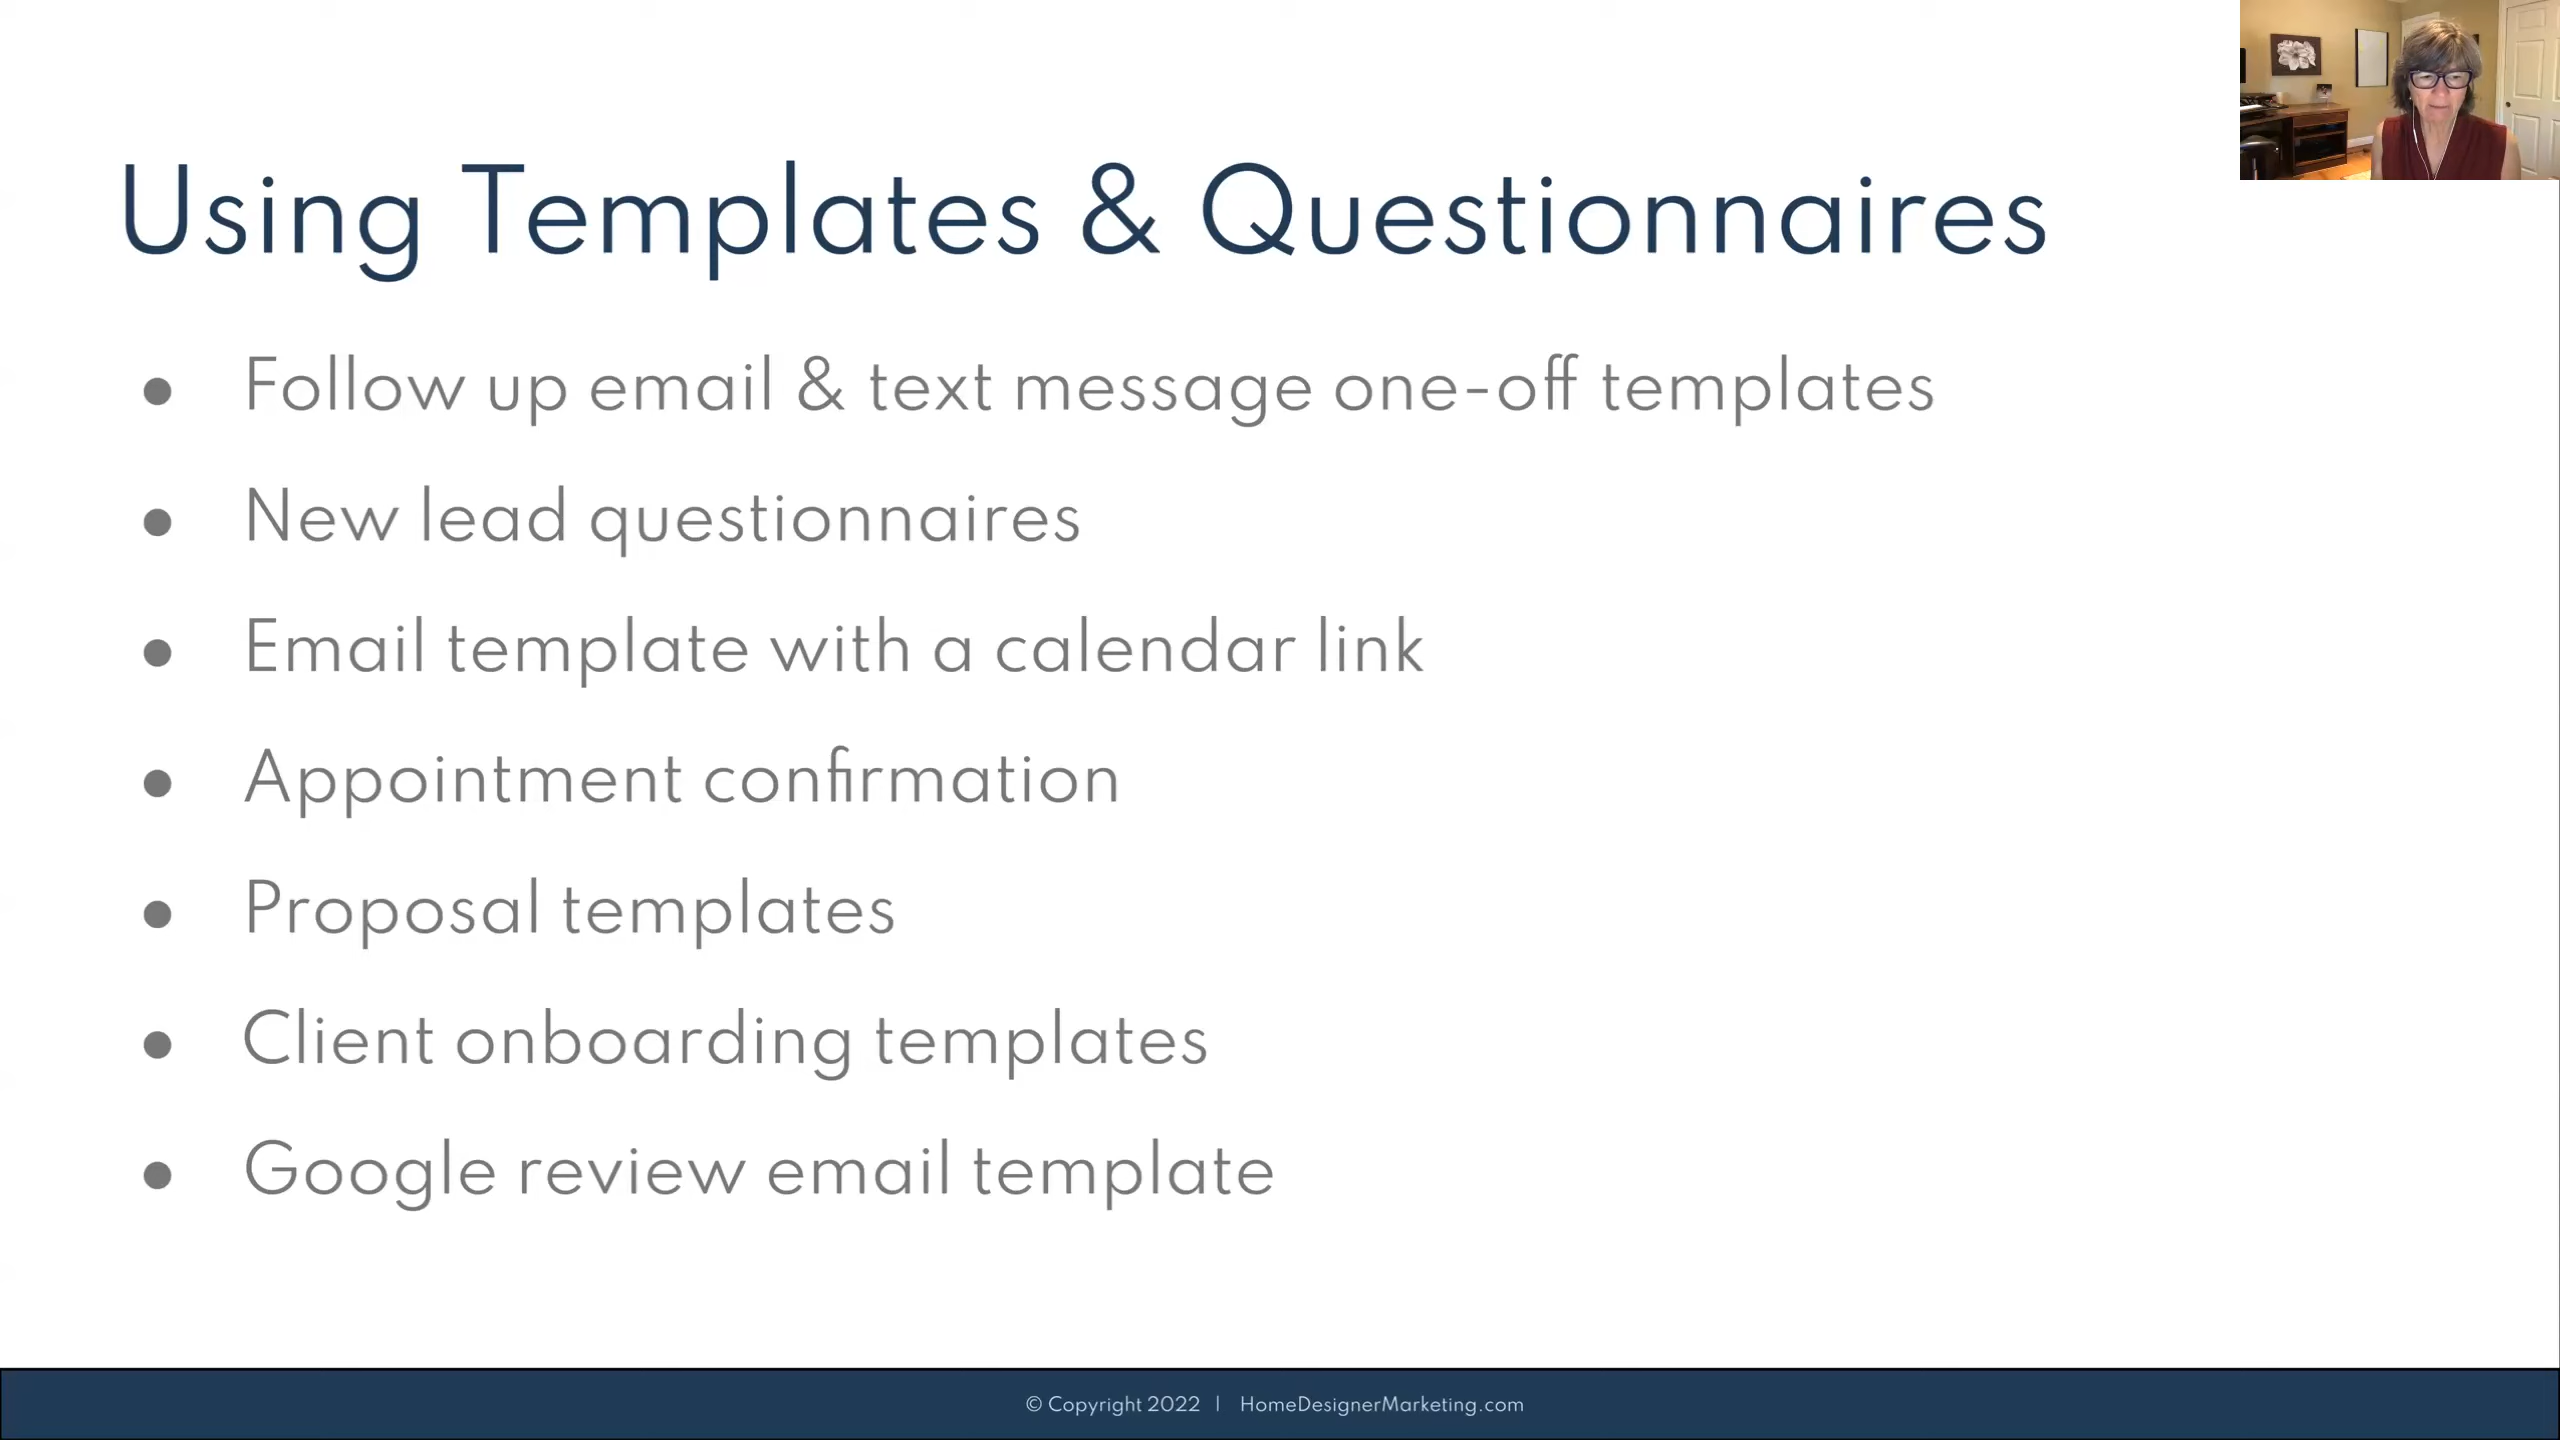 Using Templates & Questionnaires
● Follow up email & text message one-off templates
● New lead questionnaires
● Email template with a calendar link
● Appointment confirmation
● Proposal templates
● Client onboarding templates
● Google review email template
© Copyright 2022 | HomeDesignerMarketing.com